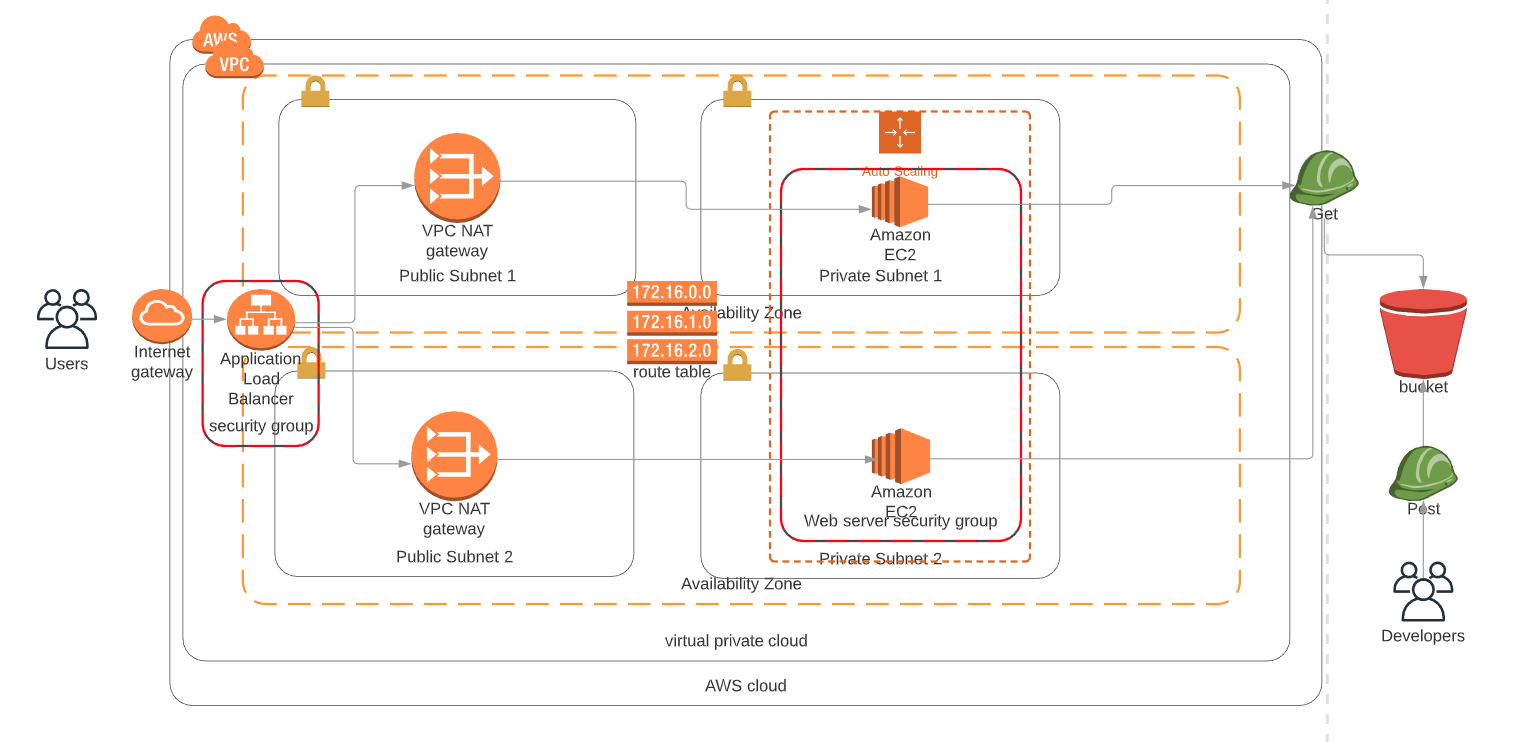 AWS
VPC
VPC NAT
gateway
Public Subnet 1
Auto Scaling
Amazon
EC2
Private Subnet 1
Get
172.16.0.0
172.16.1.0
172.16.2.0
route table
Availability Zone
Users
Internet
gateway
Application
Load
Balancer
security group
bucket
VPC NAT
gateway
Public Subnet 2
Amazon
EC2
Web server security group
Private Subnet 2
Availability Zone
Post
Developers
virtual private cloud
AWS cloud